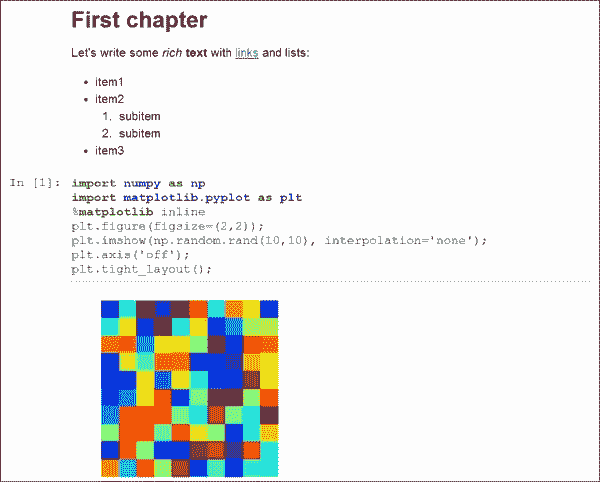 First chapter
Let's write some rich text with links and lists:
• item1
• item2
1. subitem
2. subitem
• item3
In [1]: import numpy as np
import matplotlib.pyplot as plt
%matplotlib inline
plt.figure(figsize=(2,2));
plt.imshow(np.random.rand(10,10), interpolation='none');
plt.axis('off');
plt.tight_layout();